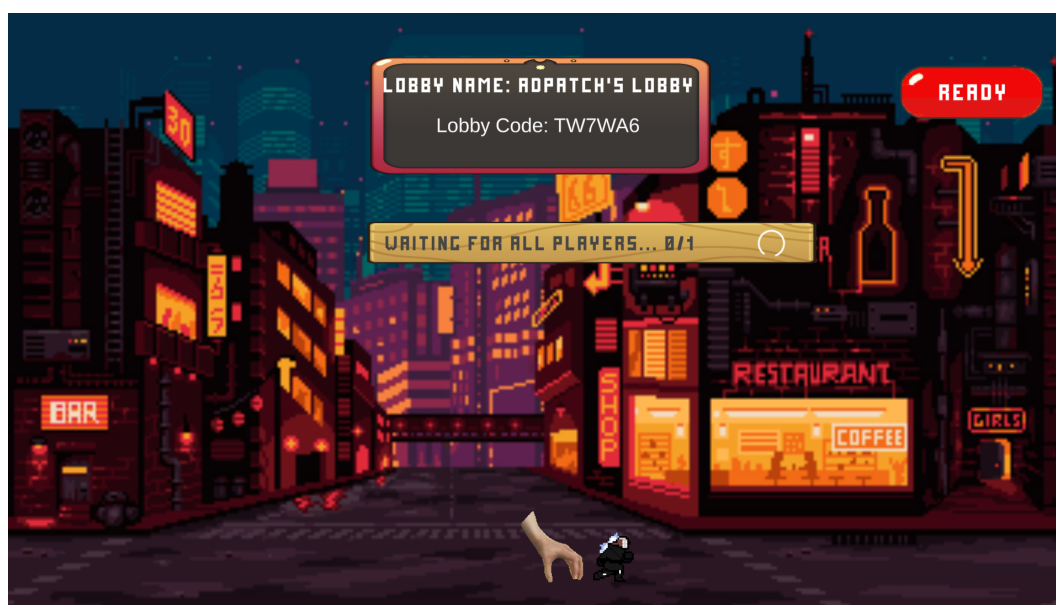 LOBBY NAME: ADPATCH'S LOBBY
READY
Lobby Code: TW7WA6
WAITING FOR ALL PLAYERS... 0/1
3D
BAR
SHOP
RESTAURANT
COFFEE
GIRLS